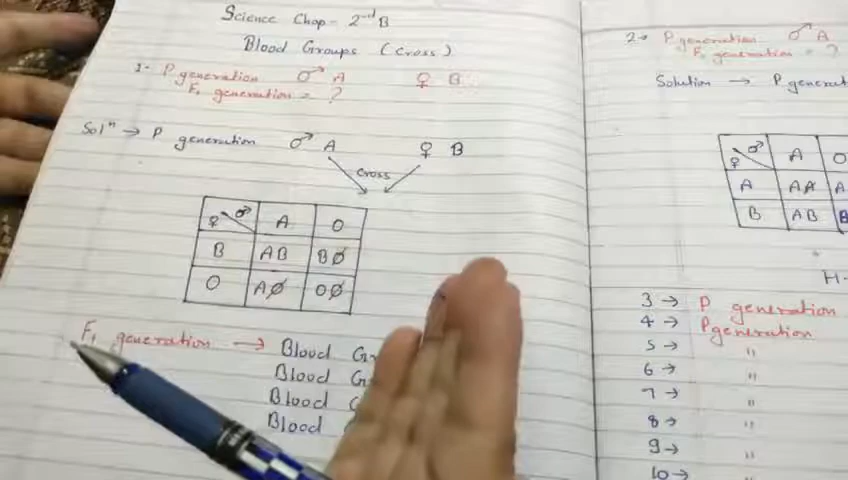 Science Chap- 2nd B
Blood Groups (Cross)
1- P generation ♂ A ♀ B
F1 generation = ?
Soln → P generation ♂ A ♀ B
Cross
♀ ♂ A O
B AB BO
O AO OO
F1 generation → Blood
Blood
Blood
Blood
2- P generation ♂ A
F1 generation = ?
Solution → P generation
♀ ♂ A O
A AA
B AB
H-
3 → P generation
4 → P generation
5 → "
6 → "
7 → "
8 → "
9 → "
10 → "